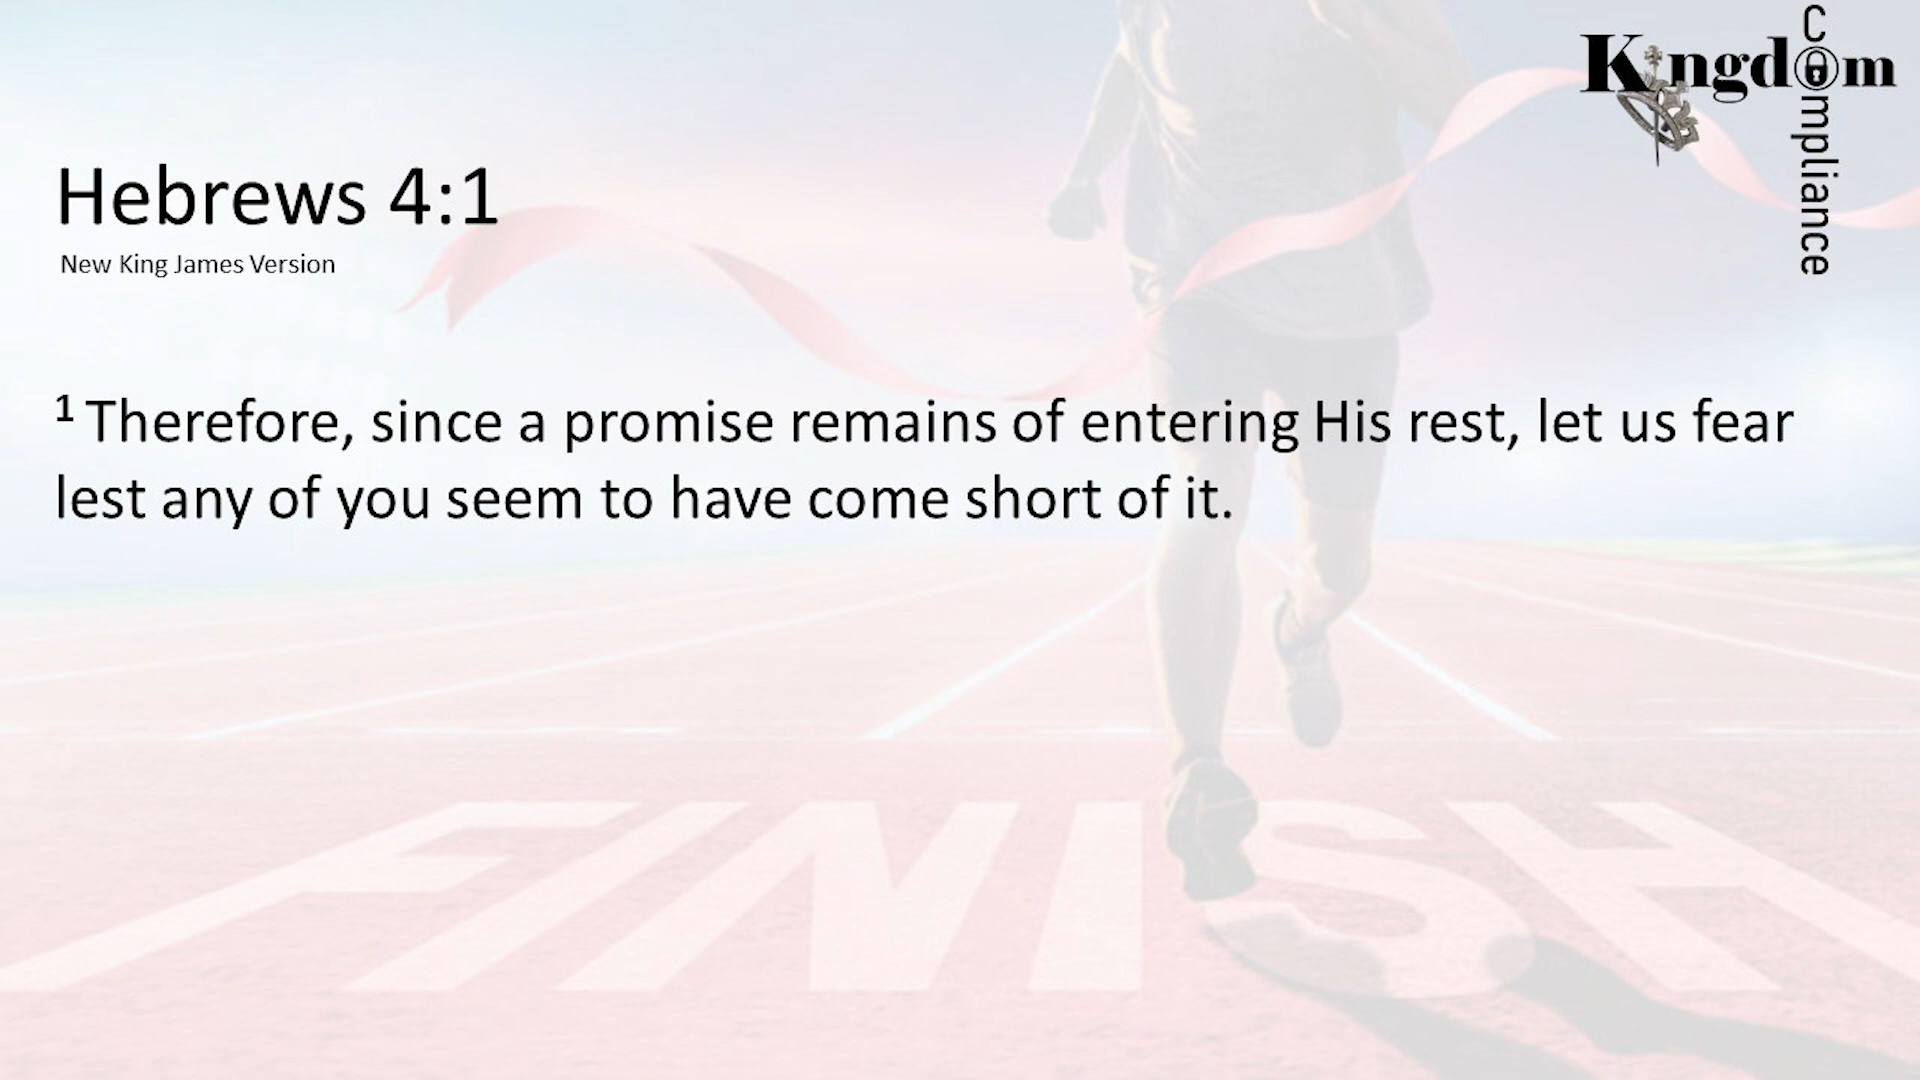 Kingdom
Compliance
Hebrews 4:1
New King James Version
1 Therefore, since a promise remains of entering His rest, let us fear
lest any of you seem to have come short of it.
FINISH